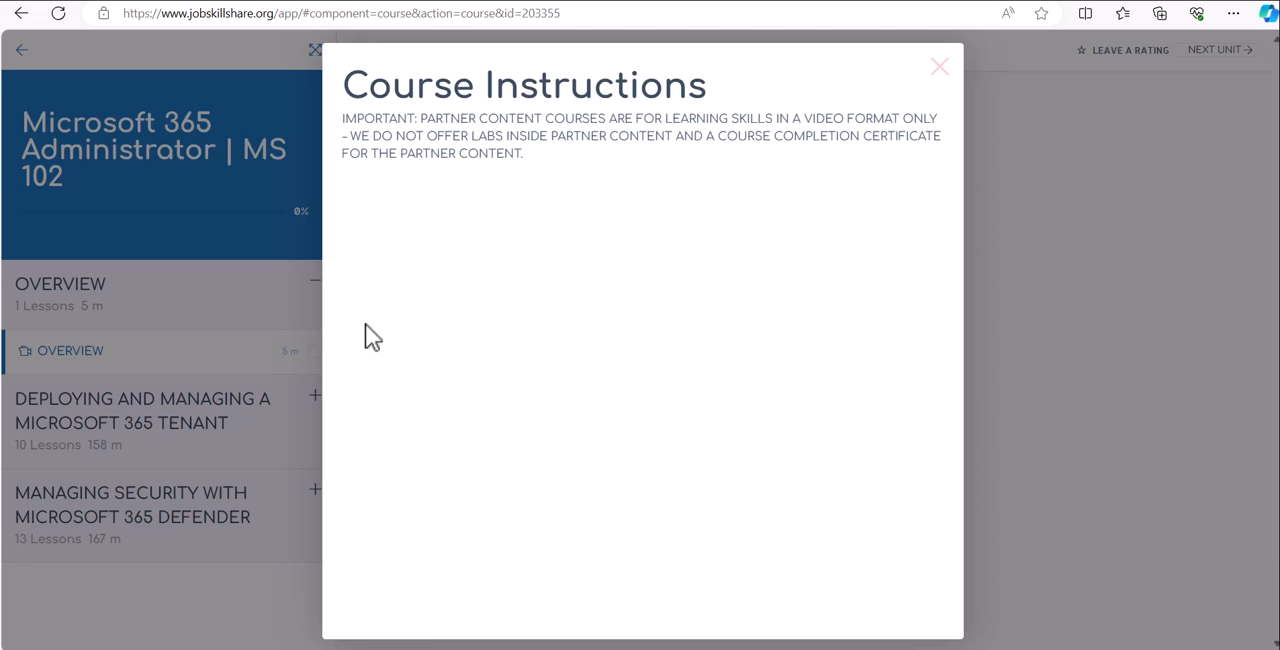 https://www.jobskillshare.org/app/#component=course&action=course&id=203355
LEAVE A RATING
NEXT UNIT
Microsoft 365
Administrator | MS
102
0%
OVERVIEW
1 Lessons 5 m
OVERVIEW
5 m
DEPLOYING AND MANAGING A
MICROSOFT 365 TENANT
10 Lessons 158 m
MANAGING SECURITY WITH
MICROSOFT 365 DEFENDER
13 Lessons 167 m
Course Instructions
IMPORTANT: PARTNER CONTENT COURSES ARE FOR LEARNING SKILLS IN A VIDEO FORMAT ONLY
– WE DO NOT OFFER LABS INSIDE PARTNER CONTENT AND A COURSE COMPLETION CERTIFICATE
FOR THE PARTNER CONTENT.